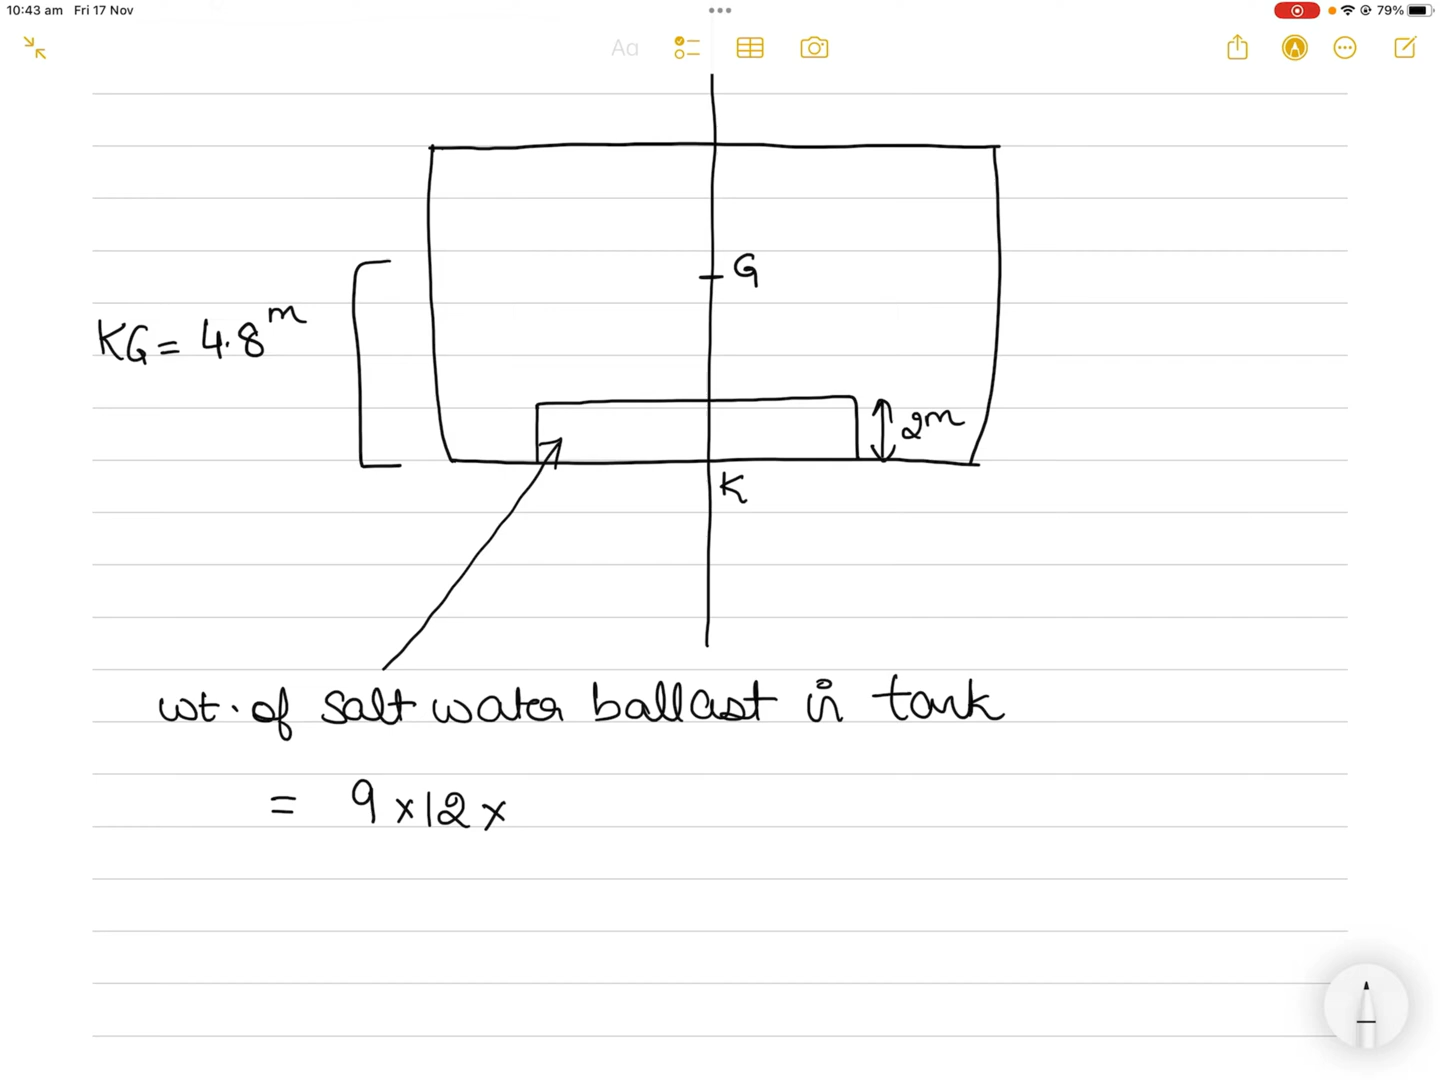 10:43 am Fri 17 Nov
79%
Aa
G
KG = 4.8 m
2m
K
wt. of salt water ballast in tank
= 9 x 12 x